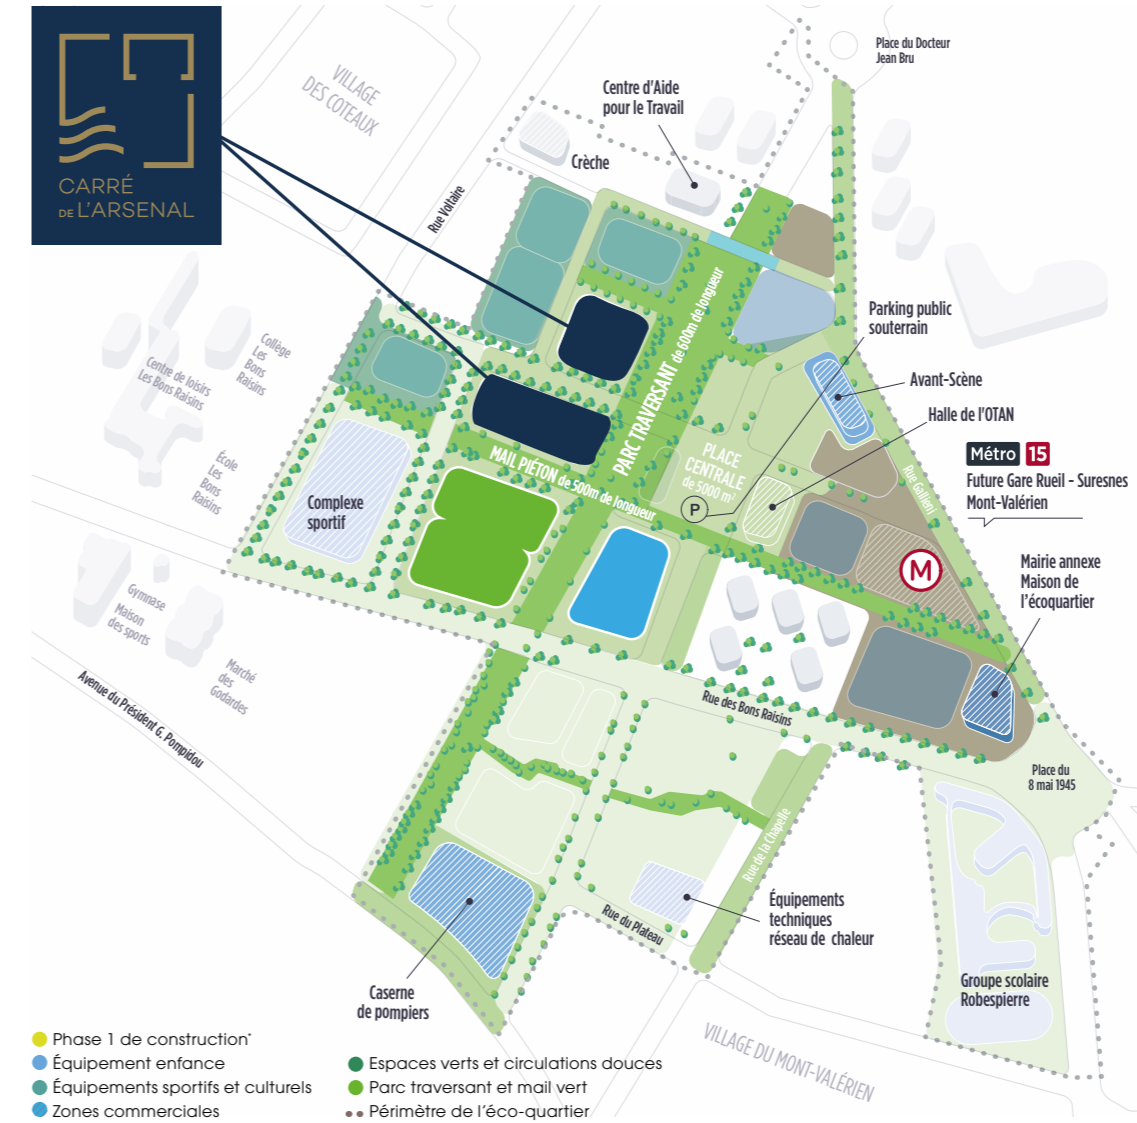 CARRÉ
DE L'ARSENAL
VILLAGE
DES COTEAUX
Rue Voltaire
Centre d'Aide
pour le Travail
Crèche
Place du Docteur
Jean Bru
Parking public
souterrain
Avant-Scène
Halle de l'OTAN
Métro 15
Future Gare Rueil - Suresnes
Mont-Valérien
Mairie annexe
Maison de
l'écoquartier
Rue Gallieni
PARC TRAVERSANT de 600m de longueur
PLACE
CENTRALE
de 5000 m²
P
M
MAIL PIÉTON de 500m de longueur
Collège
Les
Bons
Raisins
Centre de loisirs
Les Bons Raisins
École
Les
Bons
Raisins
Complexe
sportif
Gymnase
Maison
des sports
Marché
des
Godardes
Avenue du Président G. Pompidou
Rue des Bons Raisins
Place du
8 mai 1945
Rue de la Chapelle
Équipements
techniques
réseau de chaleur
Rue du Plateau
Caserne
de pompiers
Groupe scolaire
Robespierre
VILLAGE DU MONT-VALÉRIEN
Phase 1 de construction*
Équipement enfance
Équipements sportifs et culturels
Zones commerciales
Espaces verts et circulations douces
Parc traversant et mail vert
Périmètre de l'éco-quartier